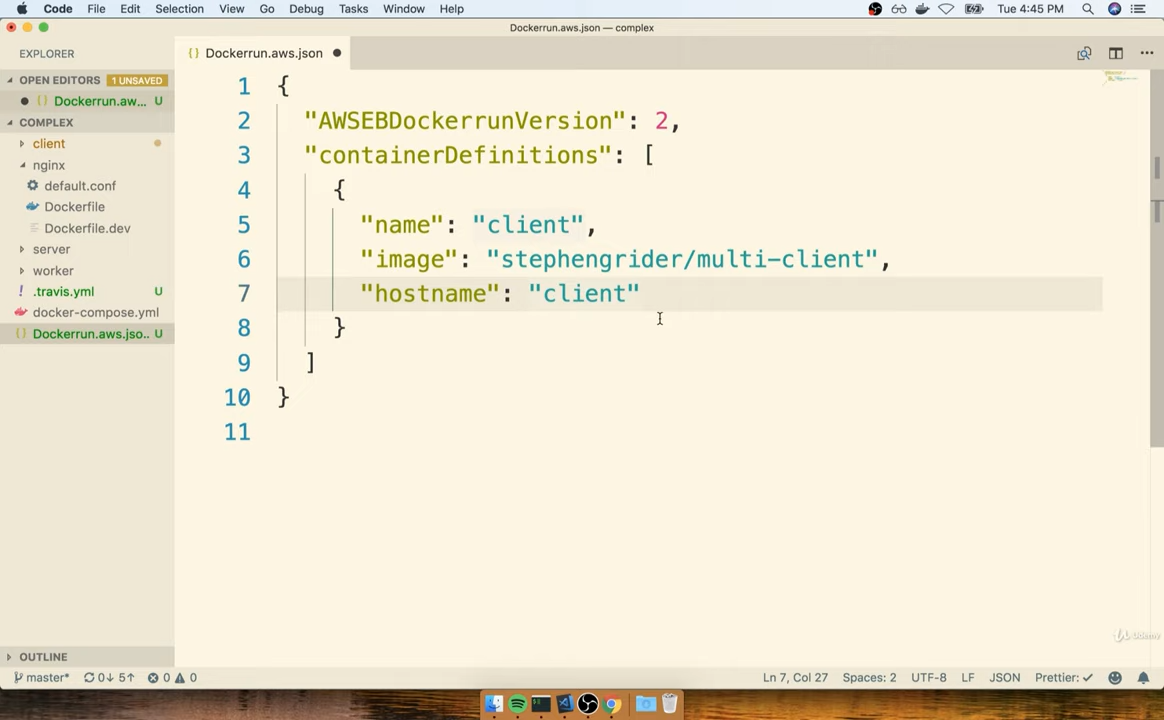 Code File Edit Selection View Go Debug Tasks Window Help Tue 4:45 PM
Dockerrun.aws.json — complex
EXPLORER
{} Dockerrun.aws.json
OPEN EDITORS 1 UNSAVED
{} Dockerrun.aw... U
COMPLEX
client
nginx
default.conf
Dockerfile
Dockerfile.dev
server
worker
! .travis.yml U
docker-compose.yml
{} Dockerrun.aws.jso.. U
1 {
2 "AWSEBDockerrunVersion": 2,
3 "containerDefinitions": [
4 {
5 "name": "client",
6 "image": "stephengrider/multi-client",
7 "hostname": "client"
8 }
9 ]
10 }
11
Udemy
OUTLINE
master* 0↓ 5↑ 0 0 Ln 7, Col 27 Spaces: 2 UTF-8 LF JSON Prettier: ✓